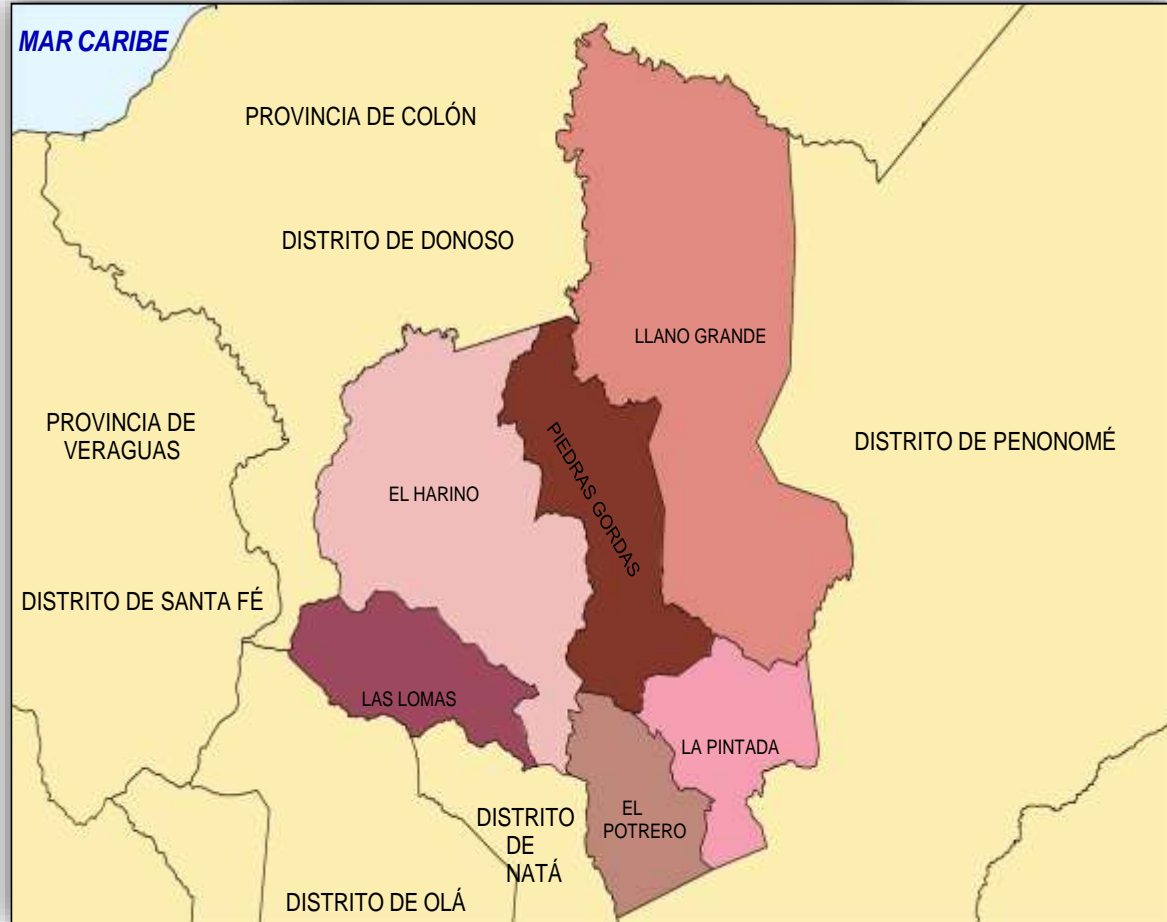 MAR CARIBE
PROVINCIA DE COLÓN
DISTRITO DE DONOSO
LLANO GRANDE
PROVINCIA DE
VERAGUAS
PIEDRAS GORDAS
DISTRITO DE PENONOMÉ
EL HARINO
DISTRITO DE SANTA FÉ
LAS LOMAS
LA PINTADA
EL
POTRERO
DISTRITO
DE
NATÁ
DISTRITO DE OLÁ